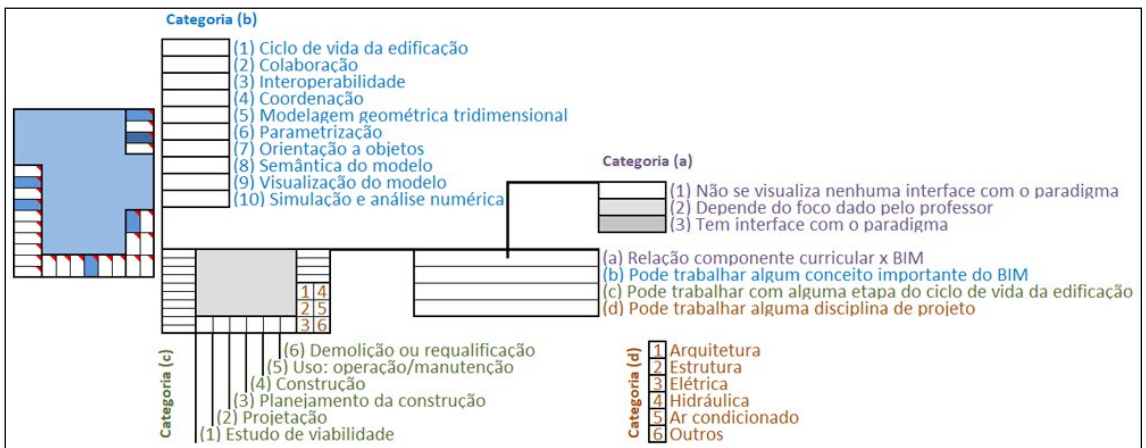 Categoria (b)
(1) Ciclo de vida da edificação
(2) Colaboração
(3) Interoperabilidade
(4) Coordenação
(5) Modelagem geométrica tridimensional
(6) Parametrização
(7) Orientação a objetos
(8) Semântica do modelo
(9) Visualização do modelo
(10) Simulação e análise numérica
Categoria (a)
(1) Não se visualiza nenhuma interface com o paradigma
(2) Depende do foco dado pelo professor
(3) Tem interface com o paradigma
(a) Relação componente curricular x BIM
(b) Pode trabalhar algum conceito importante do BIM
(c) Pode trabalhar com alguma etapa do ciclo de vida da edificação
(d) Pode trabalhar alguma disciplina de projeto
1 4
2 5
3 6
Categoria (c)
(6) Demolição ou requalificação
(5) Uso: operação/manutenção
(4) Construção
(3) Planejamento da construção
(2) Projetação
(1) Estudo de viabilidade
Categoria (d)
1 Arquitetura
2 Estrutura
3 Elétrica
4 Hidráulica
5 Ar condicionado
6 Outros